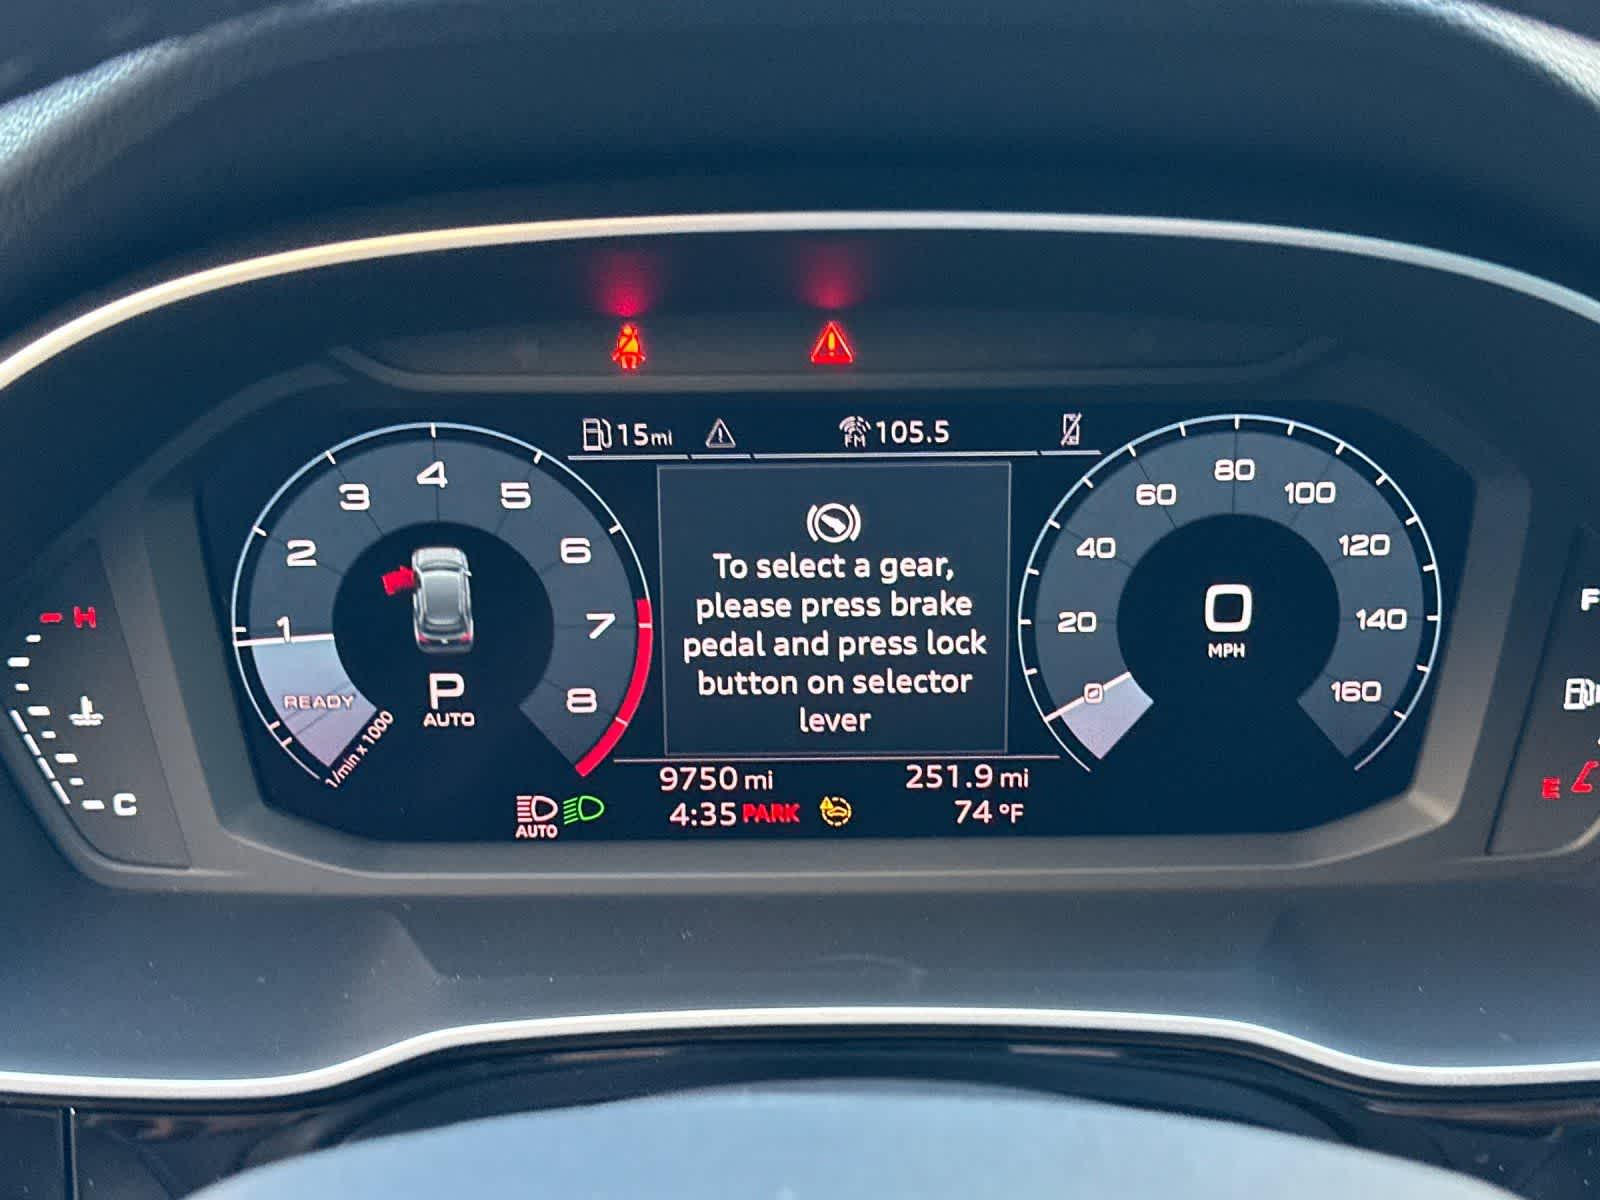 15mi
FM 105.5
1 2 3 4 5 6 7 8
READY
1/min x 1000
P
AUTO
To select a gear,
please press brake
pedal and press lock
button on selector
lever
0 20 40 60 80 100 120 140 160
0
MPH
H
C
F
E
9750 mi
251.9 mi
AUTO
4:35 PARK
74 °F